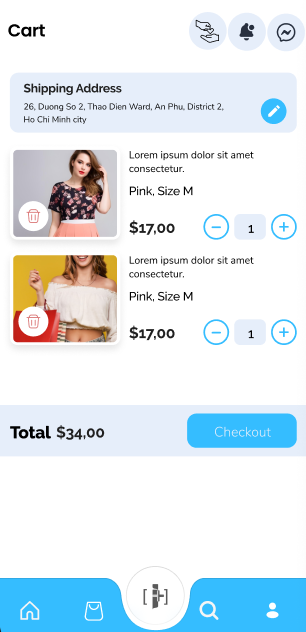 Cart
Shipping Address
26, Duong So 2, Thao Dien Ward, An Phu, District 2,
Ho Chi Minh city
Lorem ipsum dolor sit amet
consectetur.
Pink, Size M
$17,00
1
Lorem ipsum dolor sit amet
consectetur.
Pink, Size M
$17,00
1
Total $34,00
Checkout